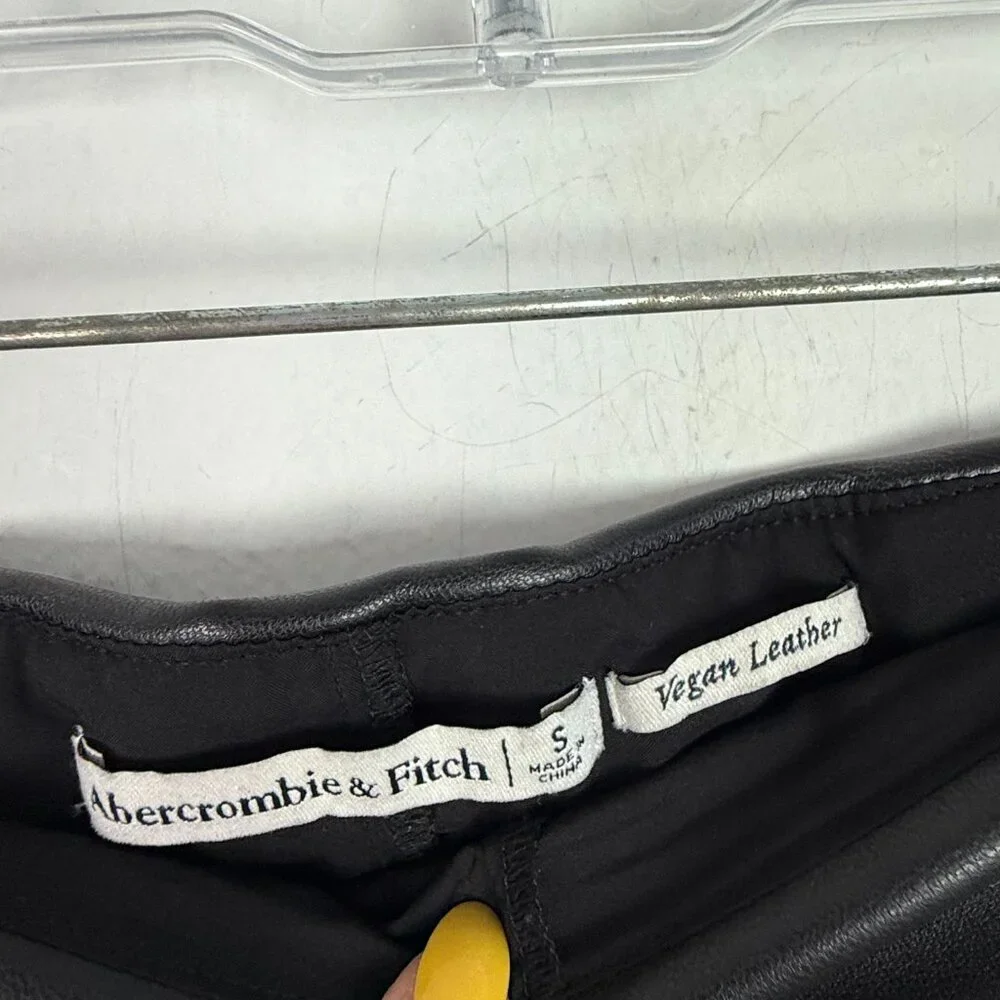 Abercrombie & Fitch | S
MADE IN
CHINA
Vegan Leather